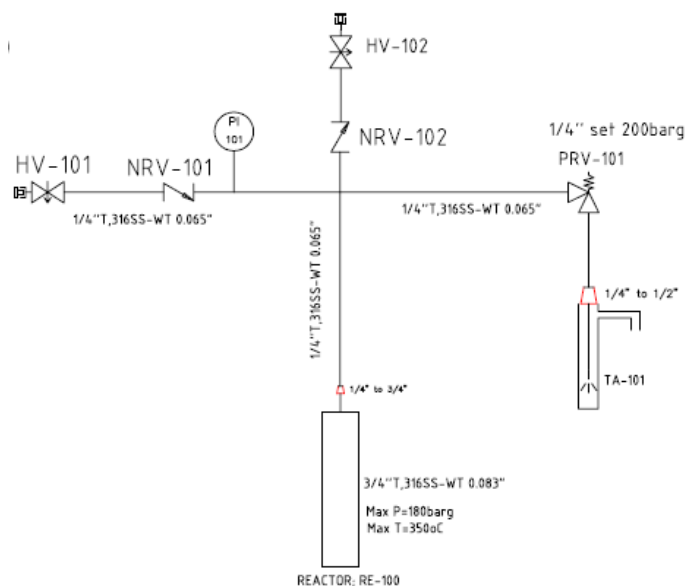 HV-102
PI
101
NRV-102
1/4'' set 200barg
PRV-101
HV-101
NRV-101
1/4''T,316SS-WT 0.065''
1/4''T,316SS-WT 0.065''
1/4''T,316SS-WT 0.065''
1/4" to 1/2"
TA-101
1/4" to 3/4"
3/4''T,316SS-WT 0.083''
Max P=180barg
Max T=350oC
REACTOR: RE-100